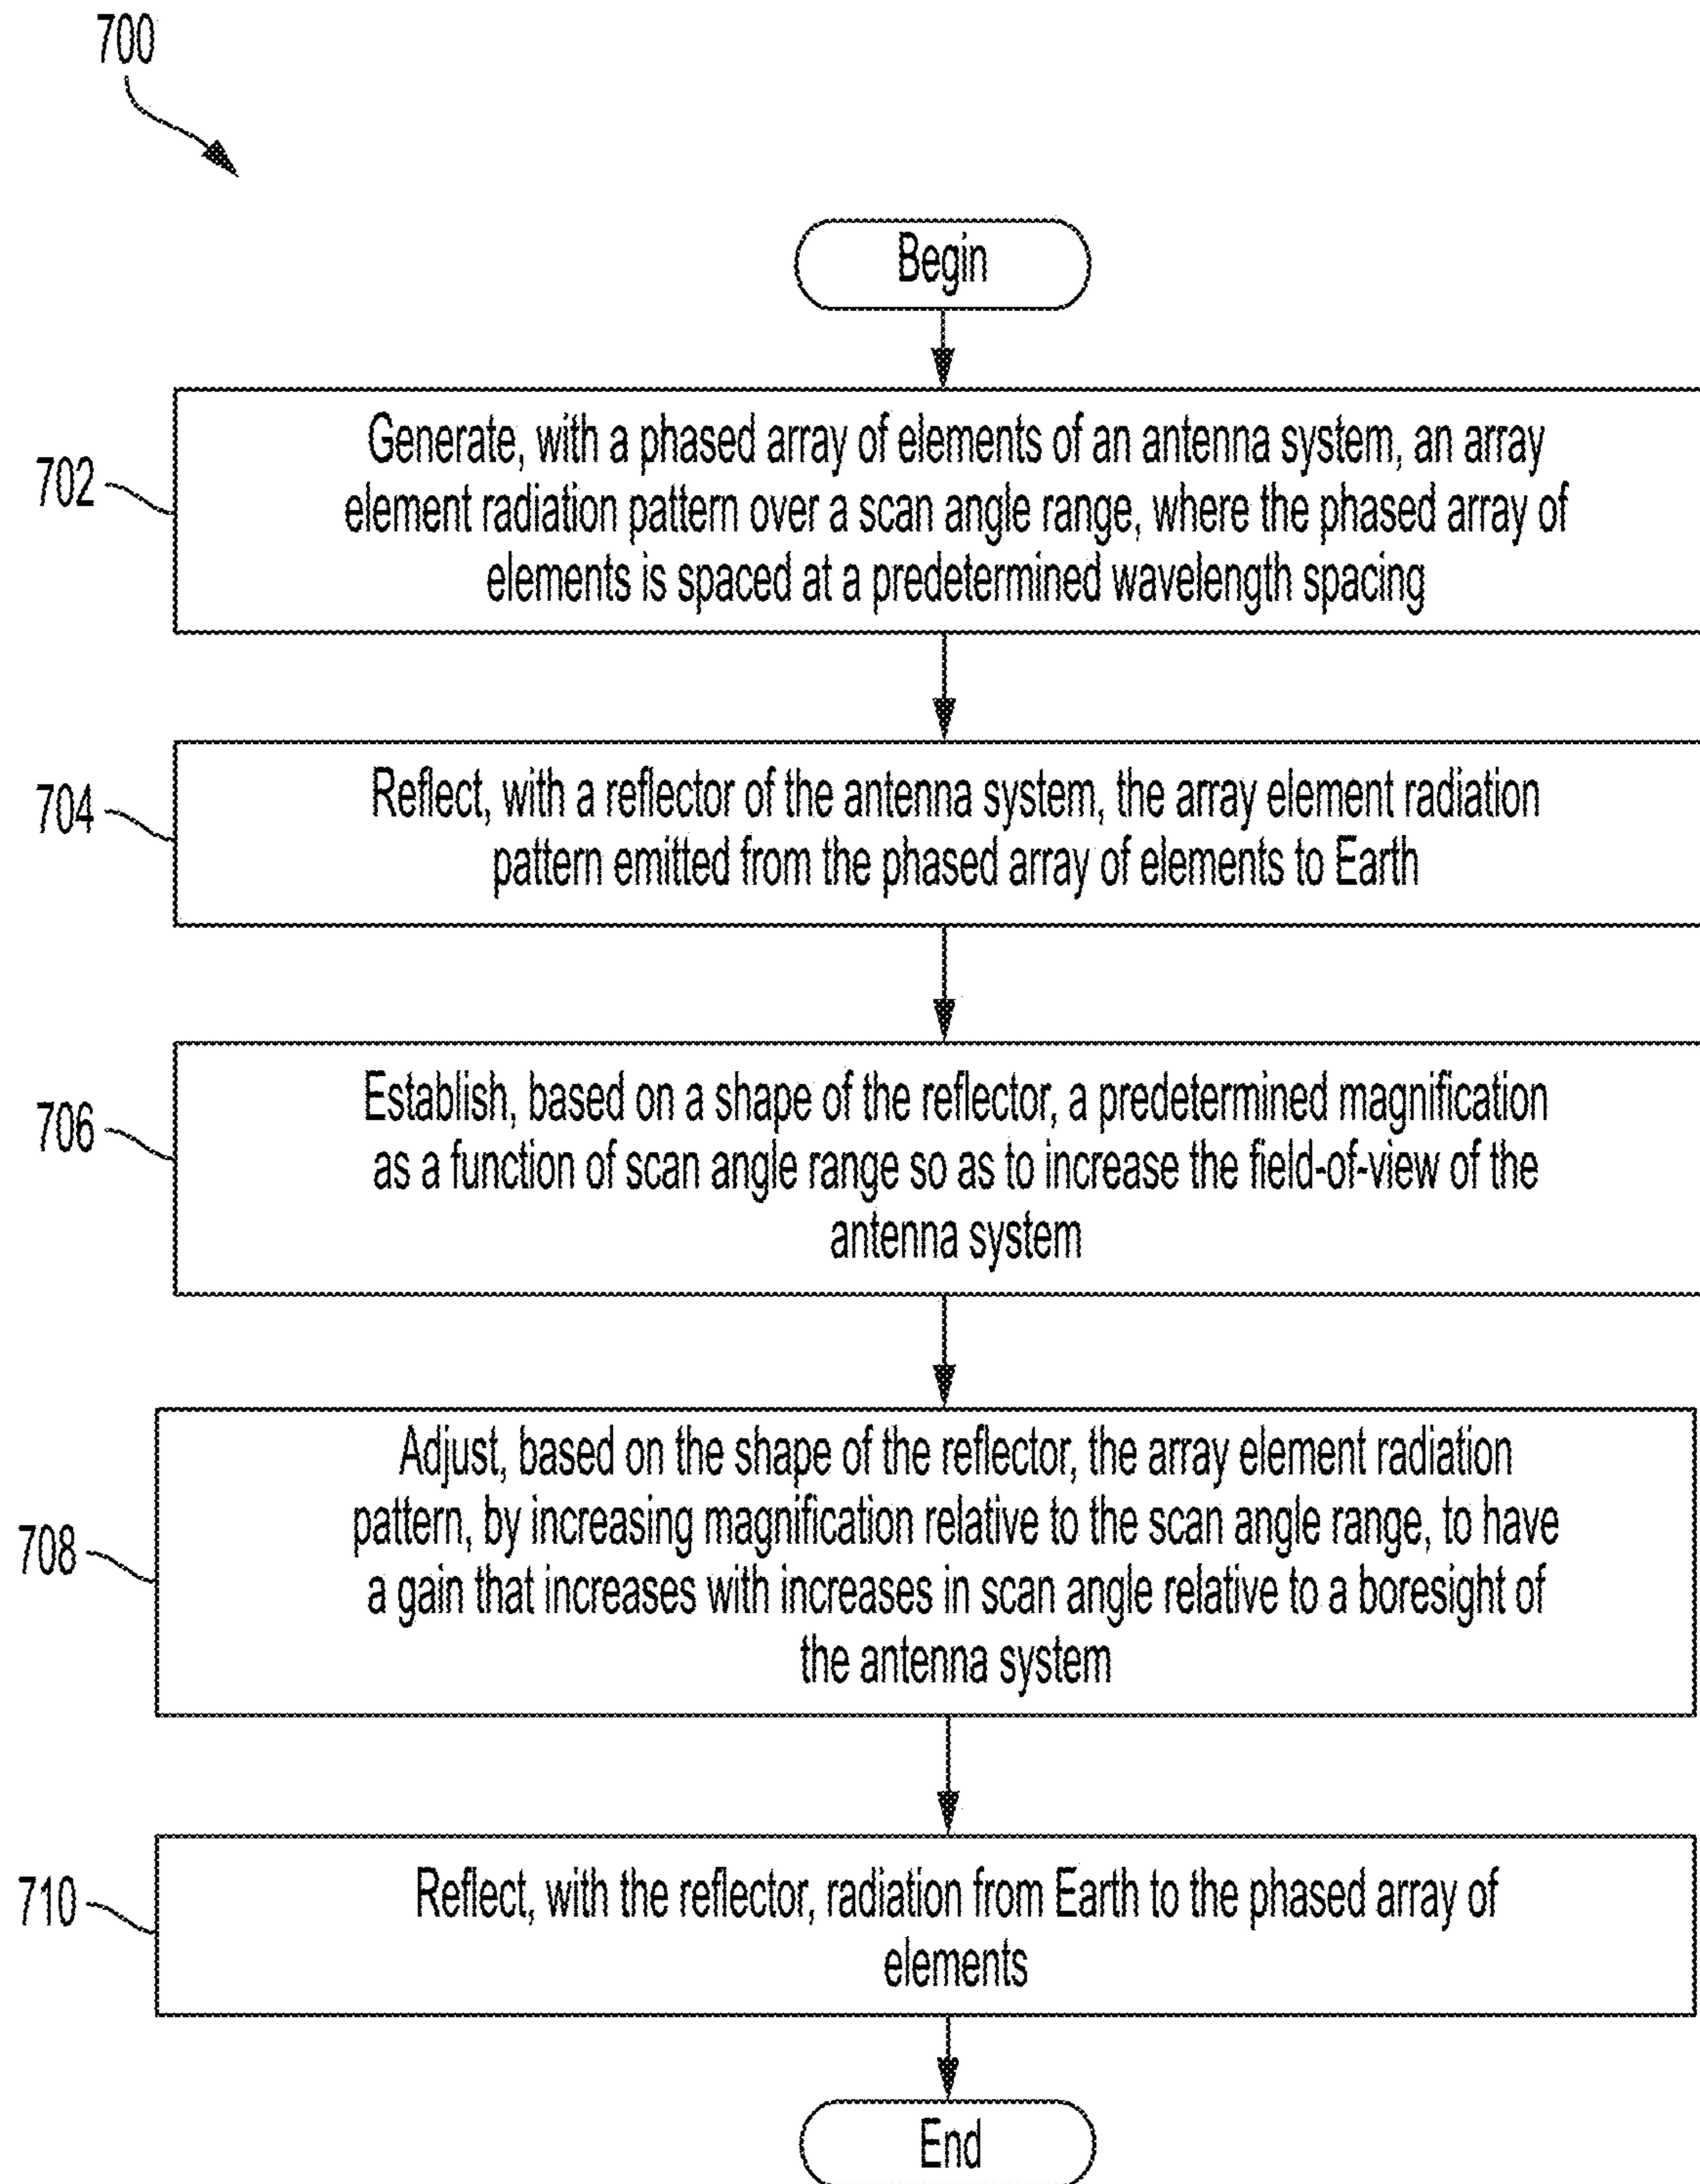 700
Begin
702
Generate, with a phased array of elements of an antenna system, an array
element radiation pattern over a scan angle range, where the phased array of
elements is spaced at a predetermined wavelength spacing
704
Reflect, with a reflector of the antenna system, the array element radiation
pattern emitted from the phased array of elements to Earth
706
Establish, based on a shape of the reflector, a predetermined magnification
as a function of scan angle range so as to increase the field-of-view of the
antenna system
708
Adjust, based on the shape of the reflector, the array element radiation
pattern, by increasing magnification relative to the scan angle range, to have
a gain that increases with increases in scan angle relative to a boresight of
the antenna system
710
Reflect, with the reflector, radiation from Earth to the phased array of
elements
End